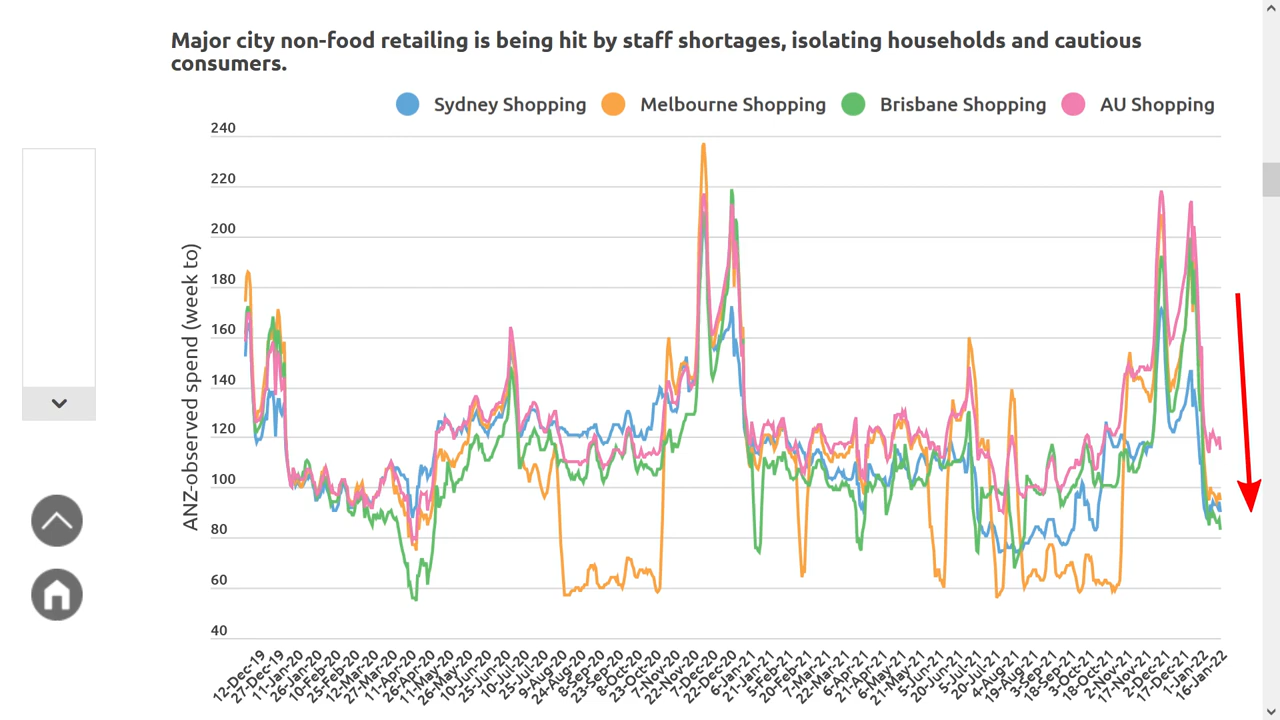 Major city non-food retailing is being hit by staff shortages, isolating households and cautious
consumers.
Sydney Shopping
Melbourne Shopping
Brisbane Shopping
AU Shopping
ANZ-observed spend (week to)
240
220
200
180
160
140
120
100
80
60
40
12-Dec-19
27-Dec-19
11-Jan-20
26-Jan-20
10-Feb-20
25-Feb-20
12-Mar-20
27-Mar-20
11-Apr-20
26-Apr-20
11-May-20
26-May-20
10-Jun-20
25-Jun-20
10-Jul-20
25-Jul-20
9-Aug-20
24-Aug-20
8-Sep-20
23-Sep-20
8-Oct-20
23-Oct-20
7-Nov-20
22-Nov-20
7-Dec-20
22-Dec-20
6-Jan-21
21-Jan-21
5-Feb-21
20-Feb-21
7-Mar-21
22-Mar-21
6-Apr-21
21-Apr-21
6-May-21
21-May-21
5-Jun-21
20-Jun-21
5-Jul-21
20-Jul-21
4-Aug-21
19-Aug-21
3-Sep-21
18-Sep-21
3-Oct-21
18-Oct-21
2-Nov-21
17-Nov-21
2-Dec-21
17-Dec-21
1-Jan-22
16-Jan-22